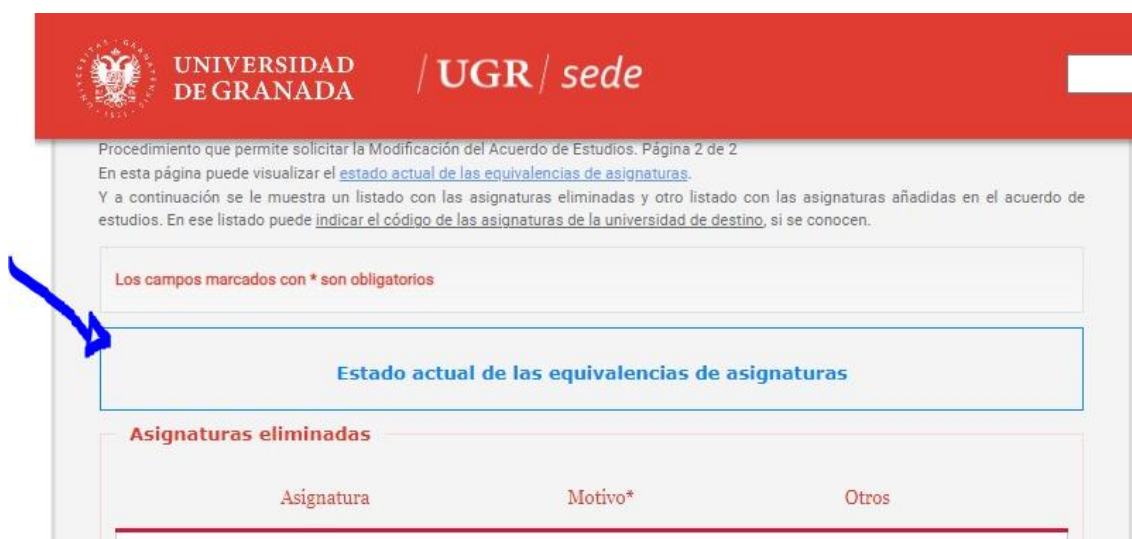 UNIVERSIDAD
DE GRANADA
/ UGR / sede
Procedimiento que permite solicitar la Modificación del Acuerdo de Estudios. Página 2 de 2
En esta página puede visualizar el estado actual de las equivalencias de asignaturas.
Y a continuación se le muestra un listado con las asignaturas eliminadas y otro listado con las asignaturas añadidas en el acuerdo de
estudios. En ese listado puede indicar el código de las asignaturas de la universidad de destino, si se conocen.
Los campos marcados con * son obligatorios
Estado actual de las equivalencias de asignaturas
Asignaturas eliminadas
Asignatura Motivo* Otros